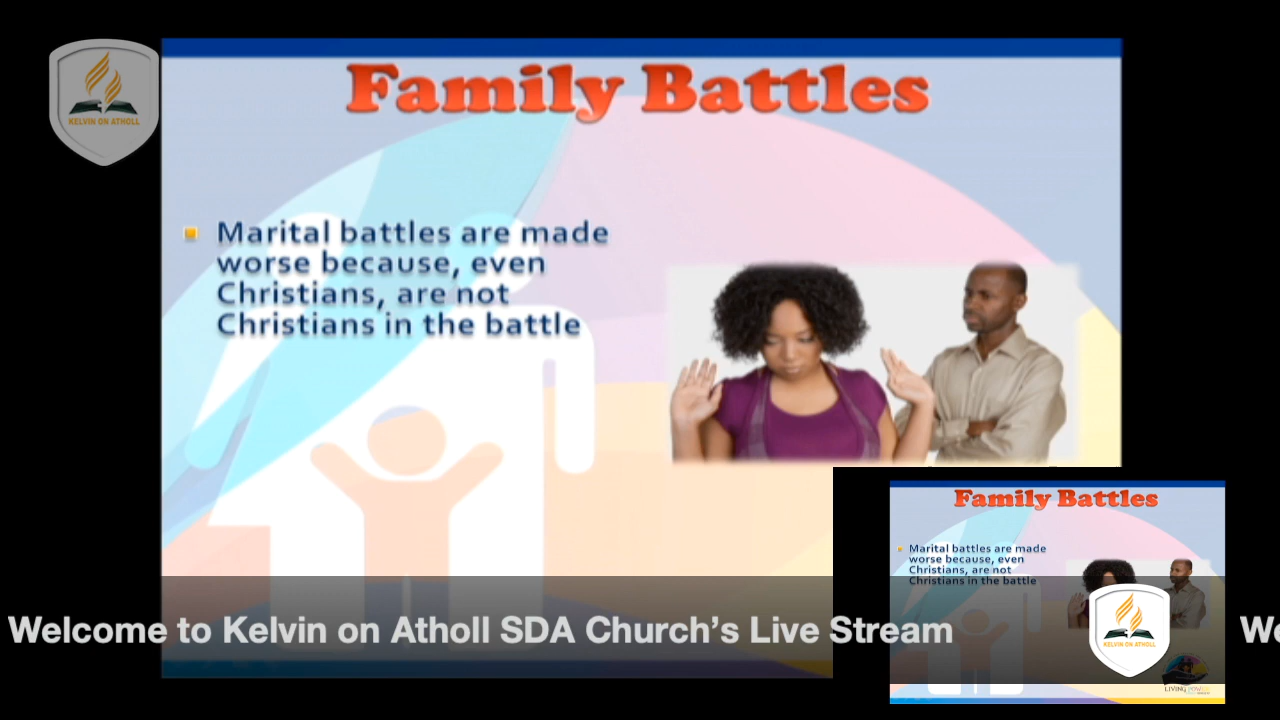 KELVIN ON ATHOLL
Family Battles
Marital battles are made
worse because, even
Christians, are not
Christians in the battle
Family Battles
Marital battles are made
worse because, even
Christians, are not
Christians in the battle
Welcome to Kelvin on Atholl SDA Church’s Live Stream
We
KELVIN ON ATHOLL
LIVING POWER